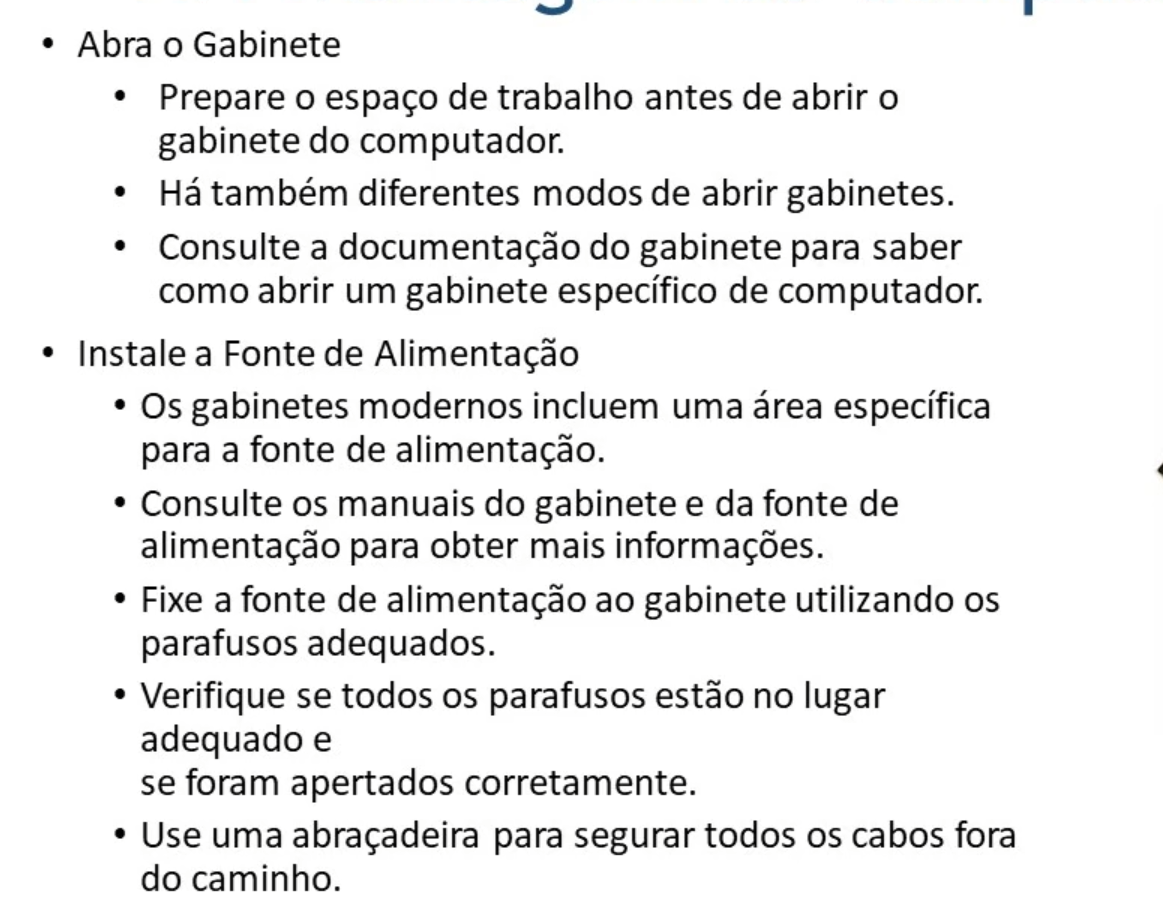 • Abra o Gabinete
• Prepare o espaço de trabalho antes de abrir o
gabinete do computador.
• Há também diferentes modos de abrir gabinetes.
• Consulte a documentação do gabinete para saber
como abrir um gabinete específico de computador.
• Instale a Fonte de Alimentação
• Os gabinetes modernos incluem uma área específica
para a fonte de alimentação.
• Consulte os manuais do gabinete e da fonte de
alimentação para obter mais informações.
• Fixe a fonte de alimentação ao gabinete utilizando os
parafusos adequados.
• Verifique se todos os parafusos estão no lugar
adequado e
se foram apertados corretamente.
• Use uma abraçadeira para segurar todos os cabos fora
do caminho.